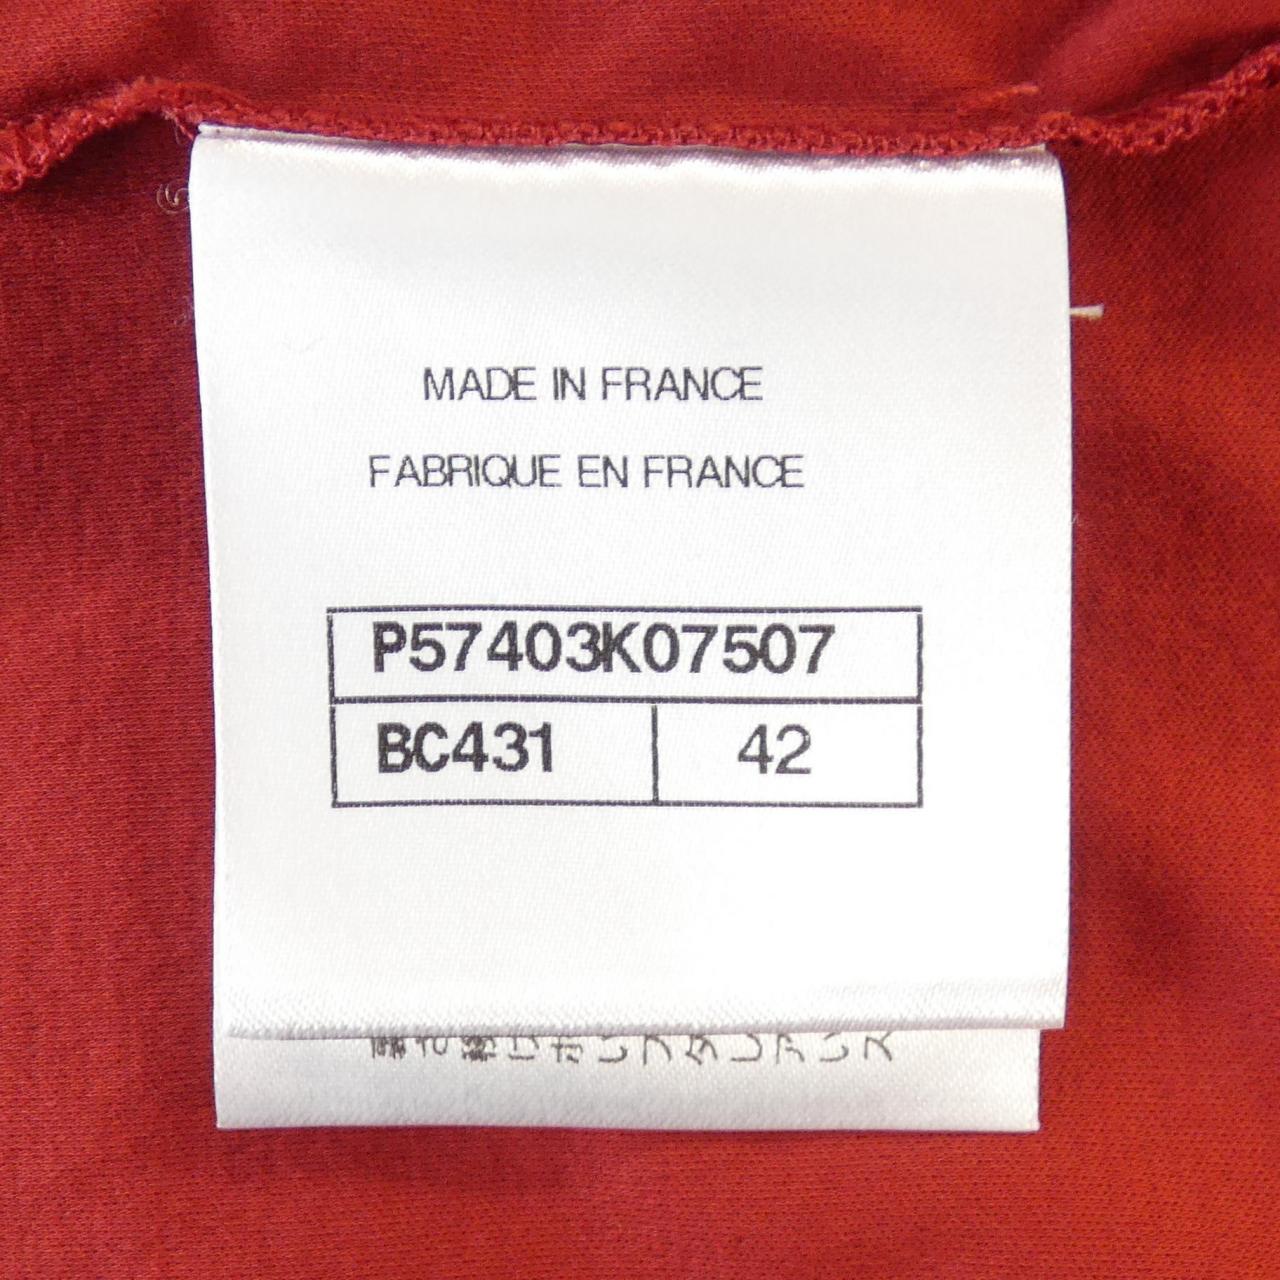 MADE IN FRANCE
FABRIQUE EN FRANCE
P57403K07507
BC431 42